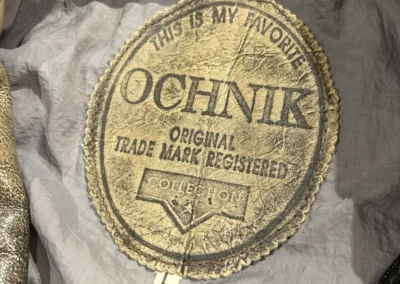 THIS IS MY FAVORITE
OCHNIK
ORIGINAL
TRADE MARK REGISTERED
COLLECTION